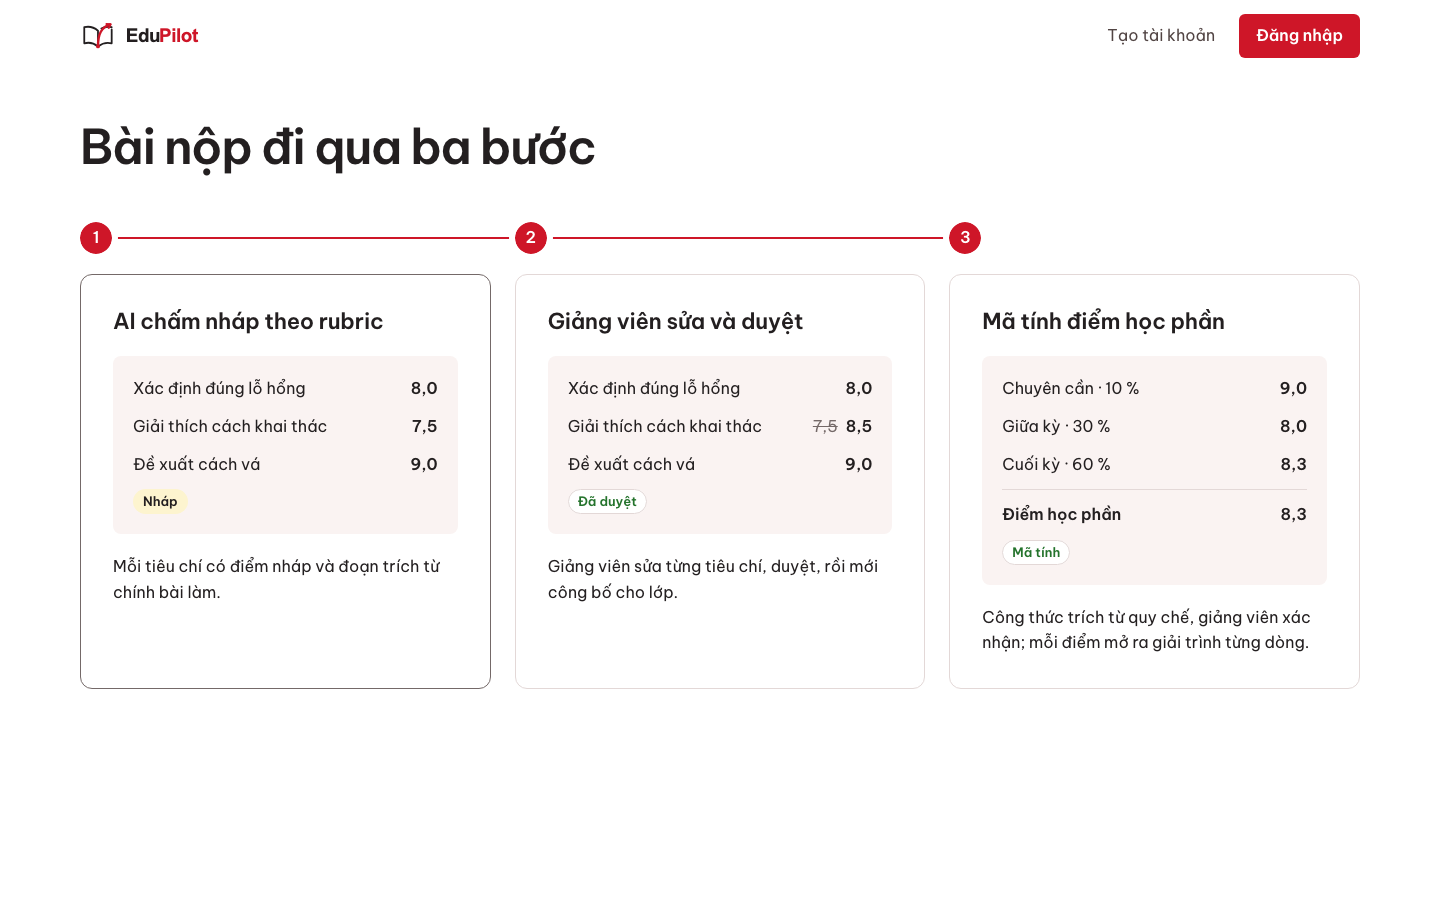 EduPilot
Tạo tài khoản
Đăng nhập
Bài nộp đi qua ba bước
1
2
3
AI chấm nháp theo rubric
Xác định đúng lỗ hổng 8,0
Giải thích cách khai thác 7,5
Đề xuất cách vá 9,0
Nháp
Mỗi tiêu chí có điểm nháp và đoạn trích từ
chính bài làm.
Giảng viên sửa và duyệt
Xác định đúng lỗ hổng 8,0
Giải thích cách khai thác 7,5 8,5
Đề xuất cách vá 9,0
Đã duyệt
Giảng viên sửa từng tiêu chí, duyệt, rồi mới
công bố cho lớp.
Mã tính điểm học phần
Chuyên cần · 10 % 9,0
Giữa kỳ · 30 % 8,0
Cuối kỳ · 60 % 8,3
Điểm học phần 8,3
Mã tính
Công thức trích từ quy chế, giảng viên xác
nhận; mỗi điểm mở ra giải trình từng dòng.